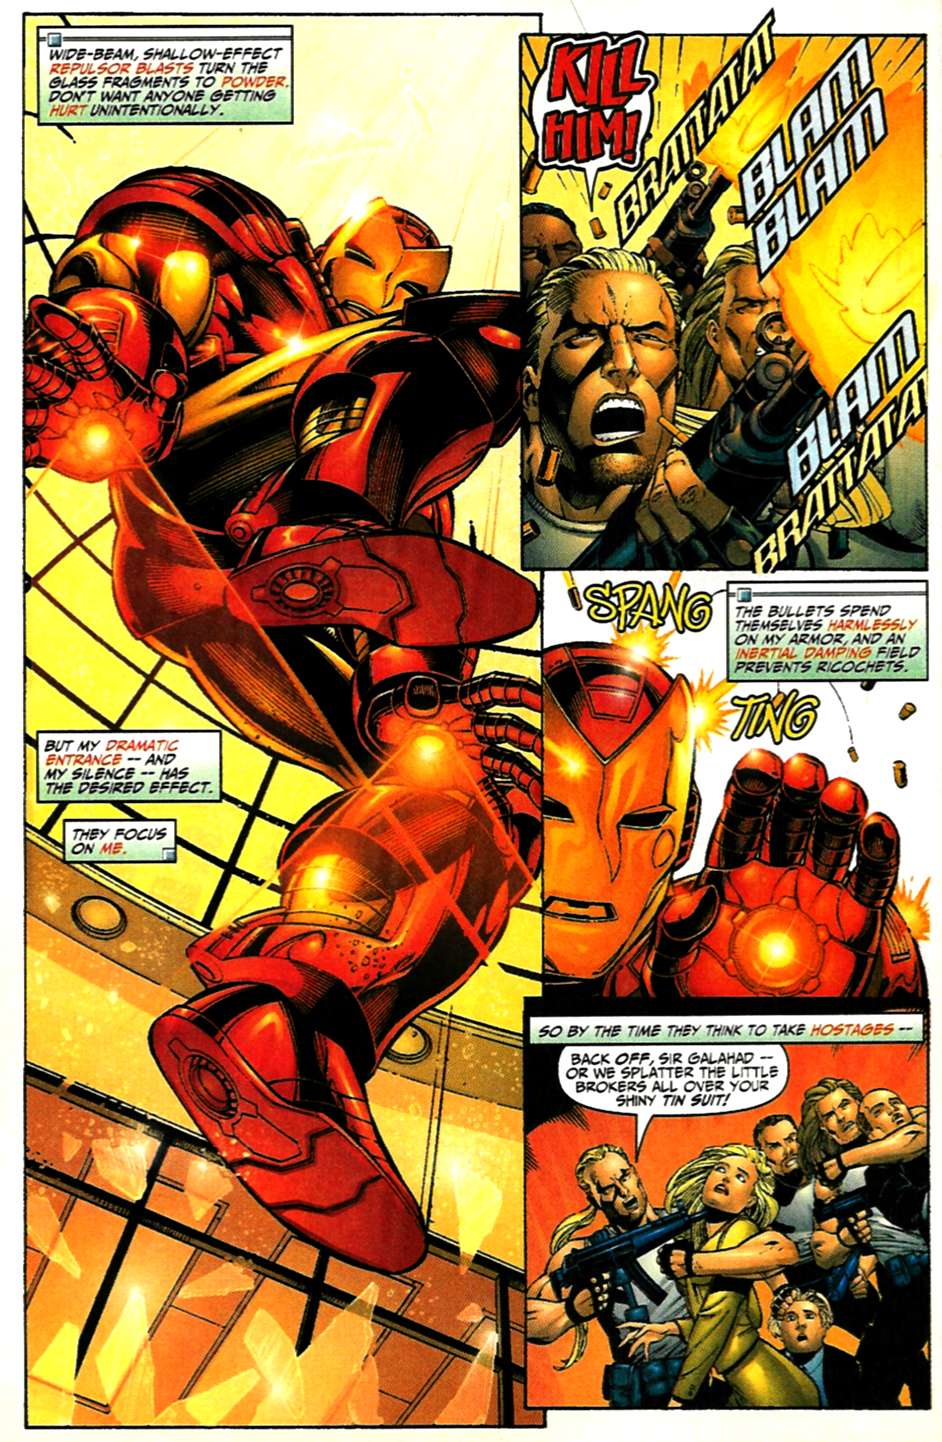 WIDE-BEAM, SHALLOW-EFFECT
REPULSOR BLASTS TURN THE
GLASS FRAGMENTS TO POWDER.
DON'T WANT ANYONE GETTING
HURT UNINTENTIONALLY.
BUT MY DRAMATIC
ENTRANCE -- AND
MY SILENCE -- HAS
THE DESIRED EFFECT.
THEY FOCUS
ON ME.
KILL
HIM!
BRATTATAT
BLAM
BLAM
BLAM
BRATTATA
SPANG
TING
THE BULLETS SPEND
THEMSELVES HARMLESSLY
ON MY ARMOR, AND AN
INERTIAL DAMPING FIELD
PREVENTS RICOCHETS.
SO BY THE TIME THEY THINK TO TAKE HOSTAGES --
BACK OFF, SIR GALAHAD --
OR WE SPLATTER THE LITTLE
BROKERS ALL OVER YOUR
SHINY TIN SUIT!